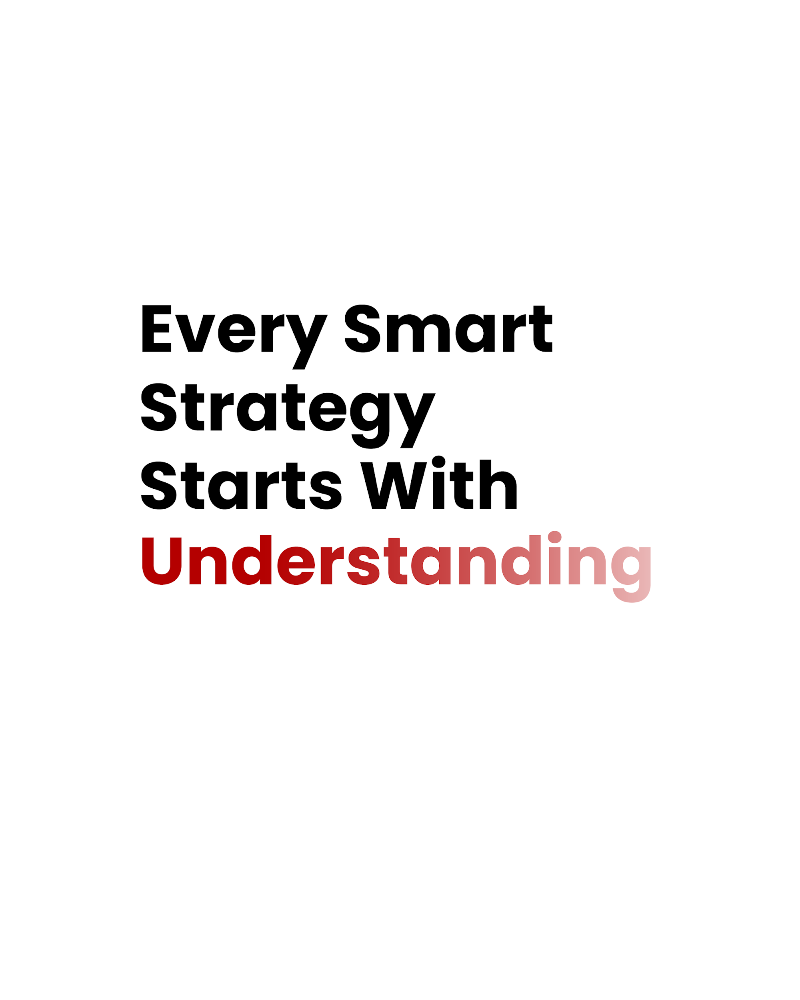 Every Smart
Strategy
Starts With
Understanding